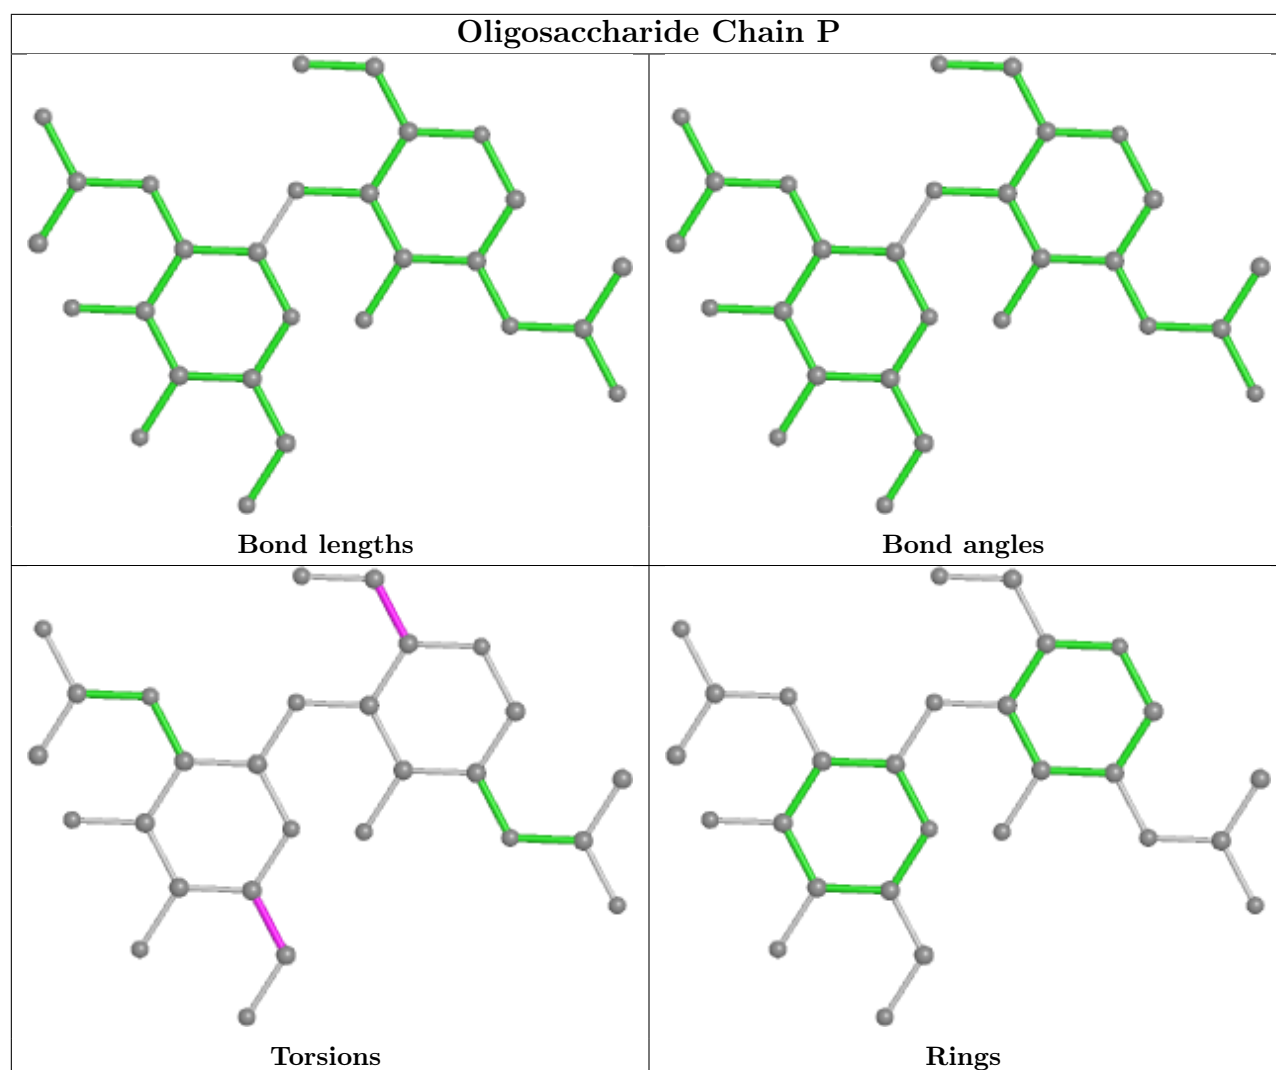 Oligosaccharide Chain P
Bond lengths
Bond angles
Torsions
Rings